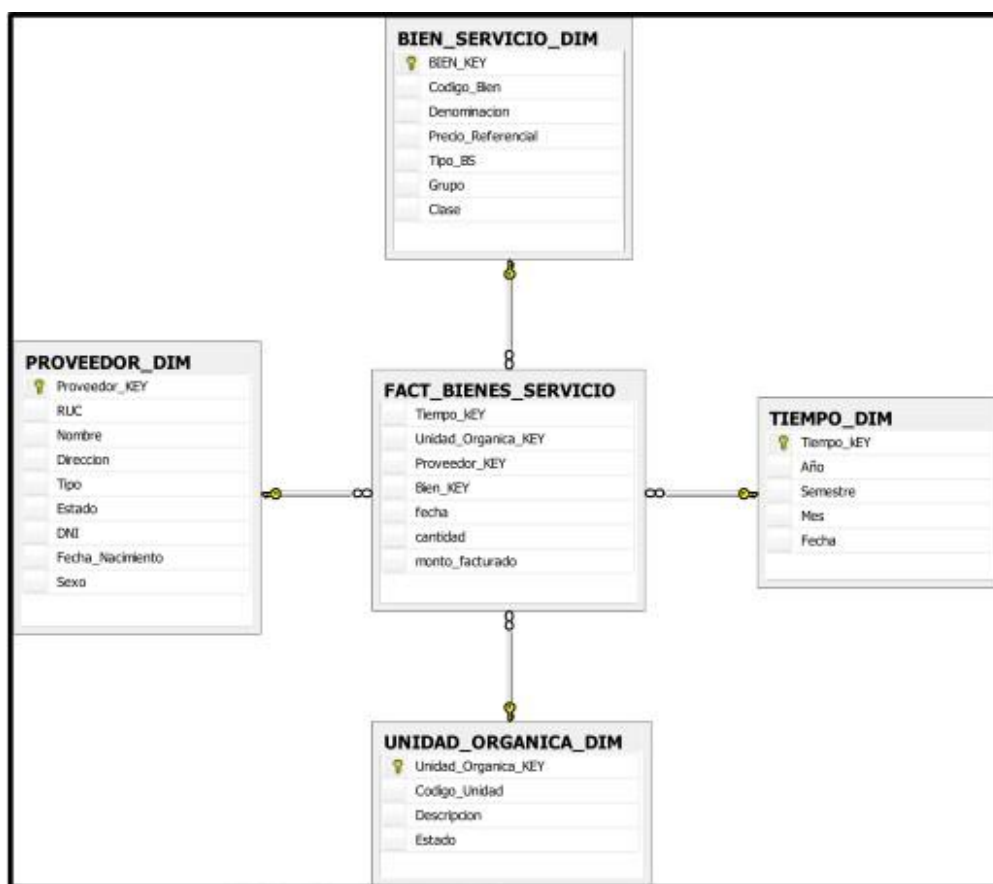 BIEN_SERVICIO_DIM
BIEN_KEY
Codigo_Bien
Denominacion
Precio_Referencial
Tipo_BS
Grupo
Clase
PROVEEDOR_DIM
Proveedor_KEY
RUC
Nombre
Direccion
Tipo
Estado
DNI
Fecha_Nacimiento
Sexo
FACT_BIENES_SERVICIO
Tiempo_kEY
Unidad_Organica_KEY
Proveedor_KEY
Bien_KEY
fecha
cantidad
monto_facturado
TIEMPO_DIM
Tiempo_kEY
Año
Semestre
Mes
Fecha
UNIDAD_ORGANICA_DIM
Unidad_Organica_KEY
Codigo_Unidad
Descripcion
Estado